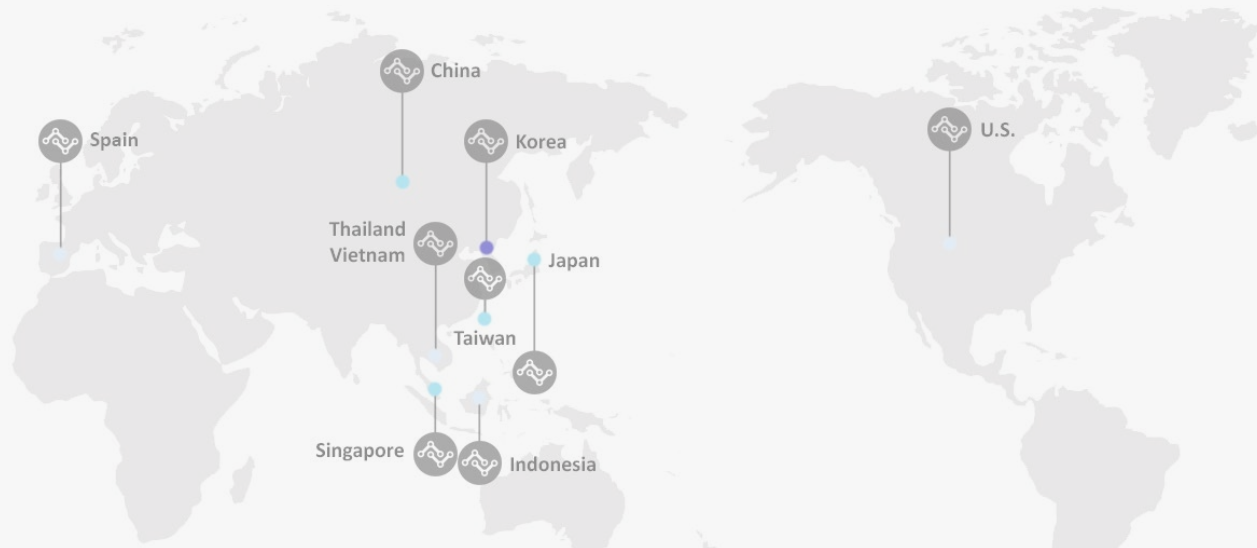 China
U.S.
Spain
Korea
Thailand
Vietnam
Japan
Taiwan
Singapore
Indonesia